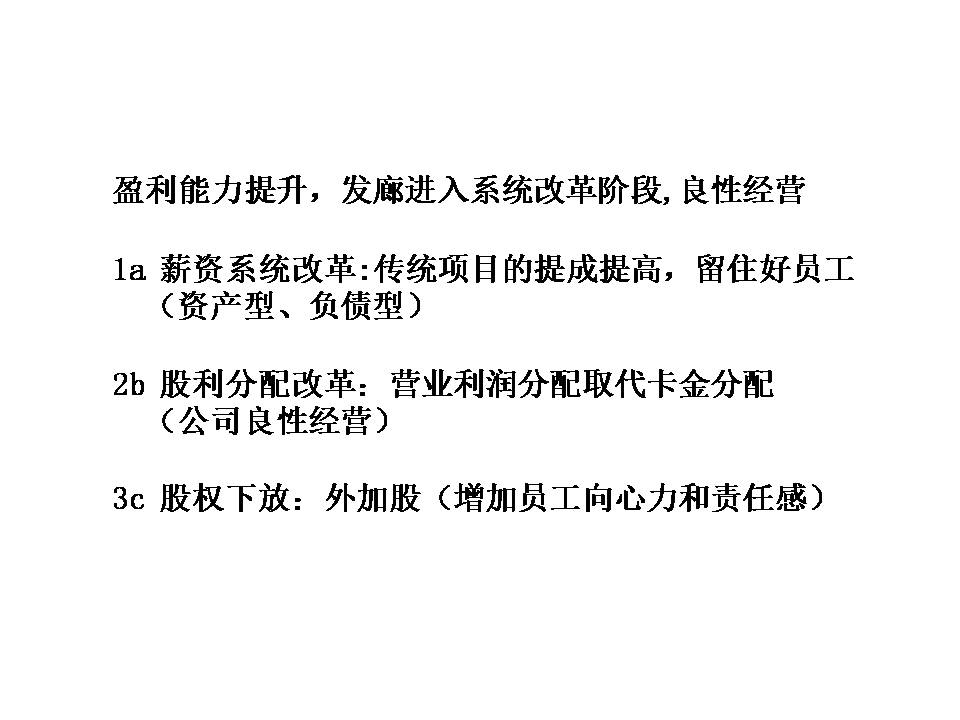 盈利能力提升，发廊进入系统改革阶段,良性经营
1a 薪资系统改革:传统项目的提成提高，留住好员工
（资产型、负债型）
2b 股利分配改革：营业利润分配取代卡金分配
（公司良性经营）
3c 股权下放：外加股（增加员工向心力和责任感）